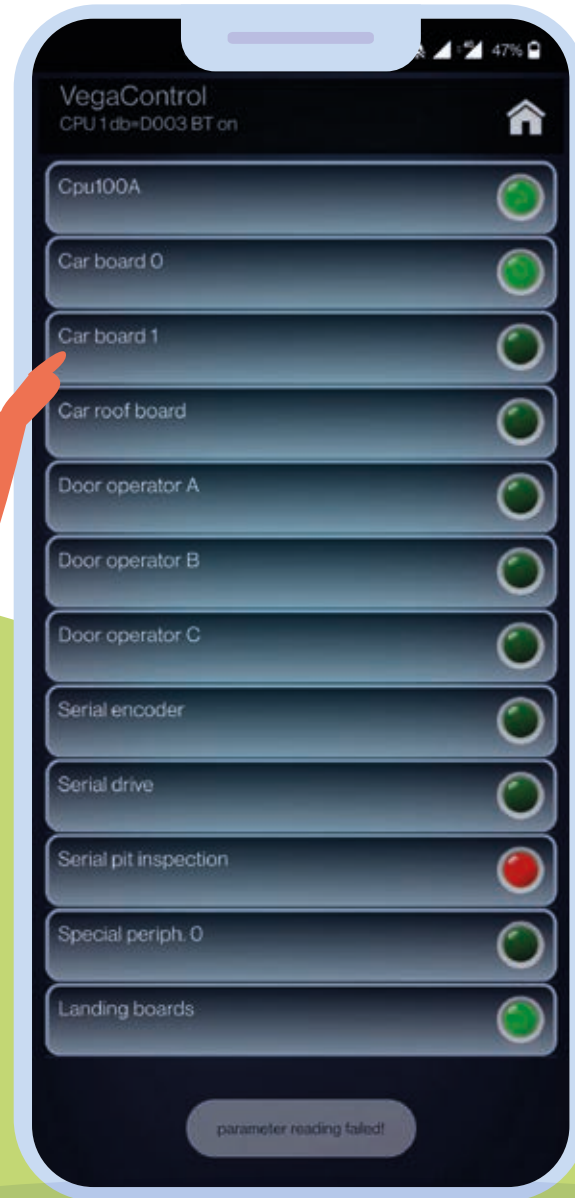 47%
VegaControl
CPU 1 db=D003 BT on
Cpu100A
Car board 0
Car board 1
Car roof board
Door operator A
Door operator B
Door operator C
Serial encoder
Serial drive
Serial pit inspection
Special periph. 0
Landing boards
parameter reading failed!